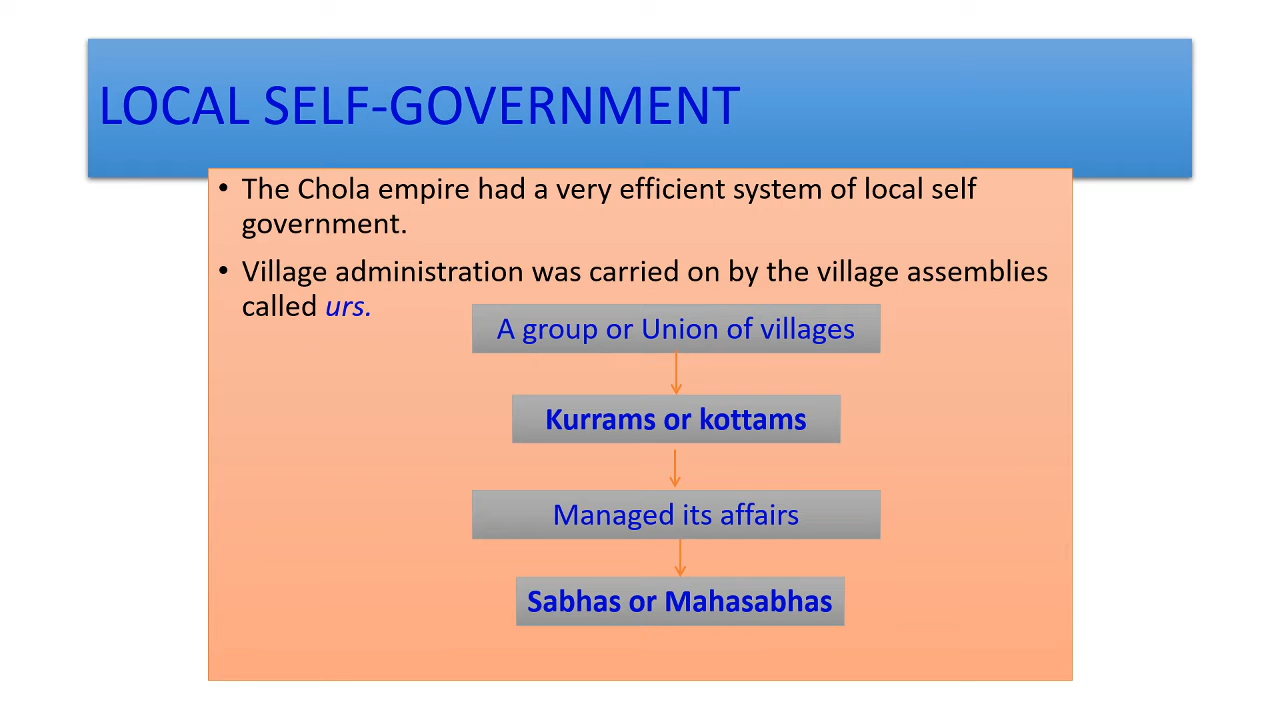 LOCAL SELF-GOVERNMENT
• The Chola empire had a very efficient system of local self
government.
• Village administration was carried on by the village assemblies
called urs.
A group or Union of villages
Kurrams or kottams
Managed its affairs
Sabhas or Mahasabhas